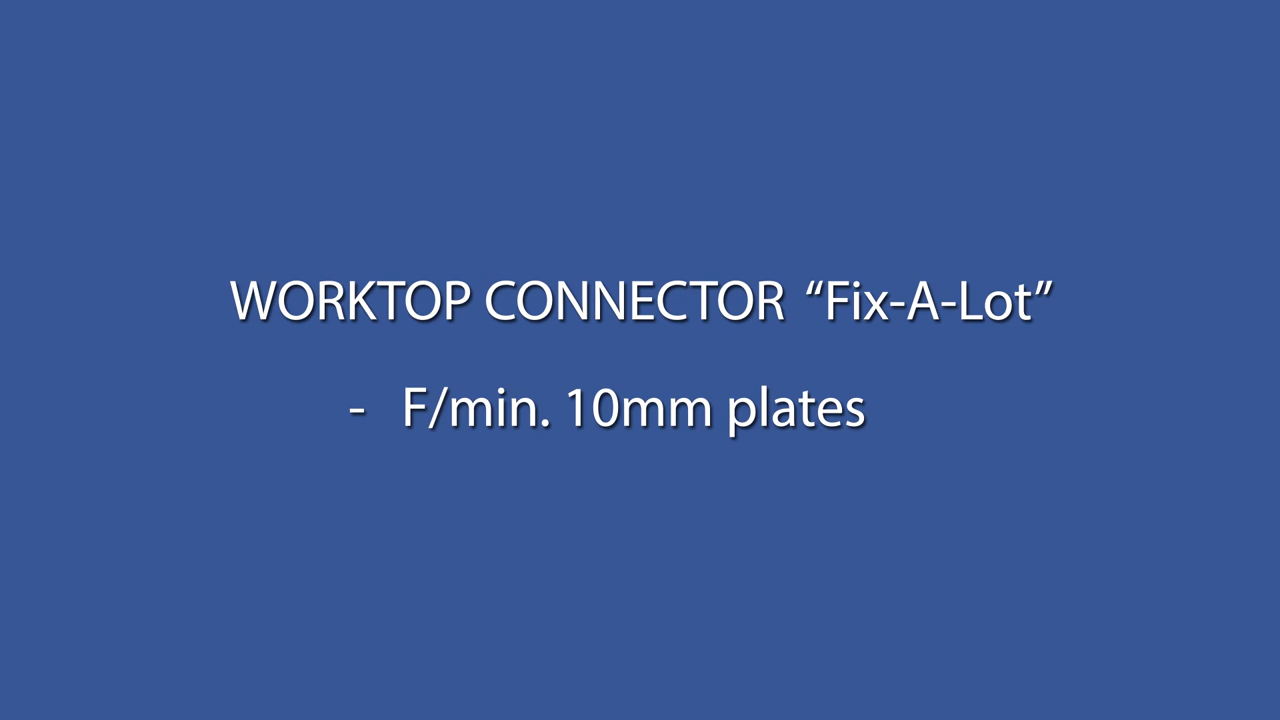 WORKTOP CONNECTOR “Fix-A-Lot”
- F/min. 10mm plates